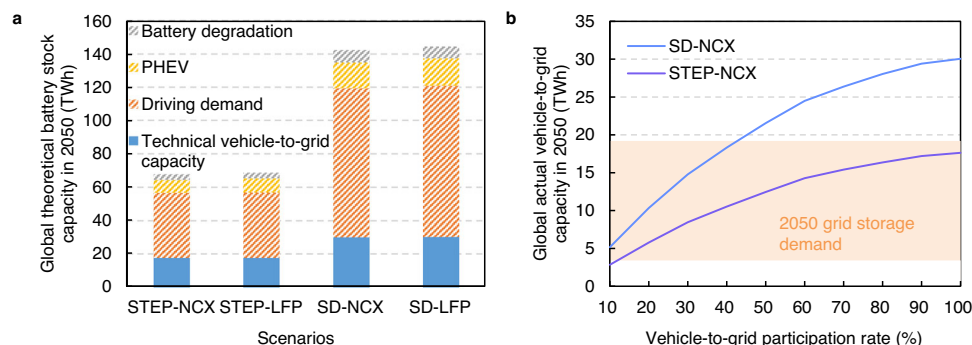 a
Global theoretical battery stock
capacity in 2050 (TWh)
160
140
120
100
80
60
40
20
0
Battery degradation
PHEV
Driving demand
Technical vehicle-to-grid
capacity
STEP-NCX
STEP-LFP
SD-NCX
SD-LFP
Scenarios
b
Global actual vehicle-to-grid
capacity in 2050 (TWh)
35
30
25
20
15
10
5
0
SD-NCX
STEP-NCX
2050 grid storage
demand
10 20 30 40 50 60 70 80 90 100
Vehicle-to-grid participation rate (%)